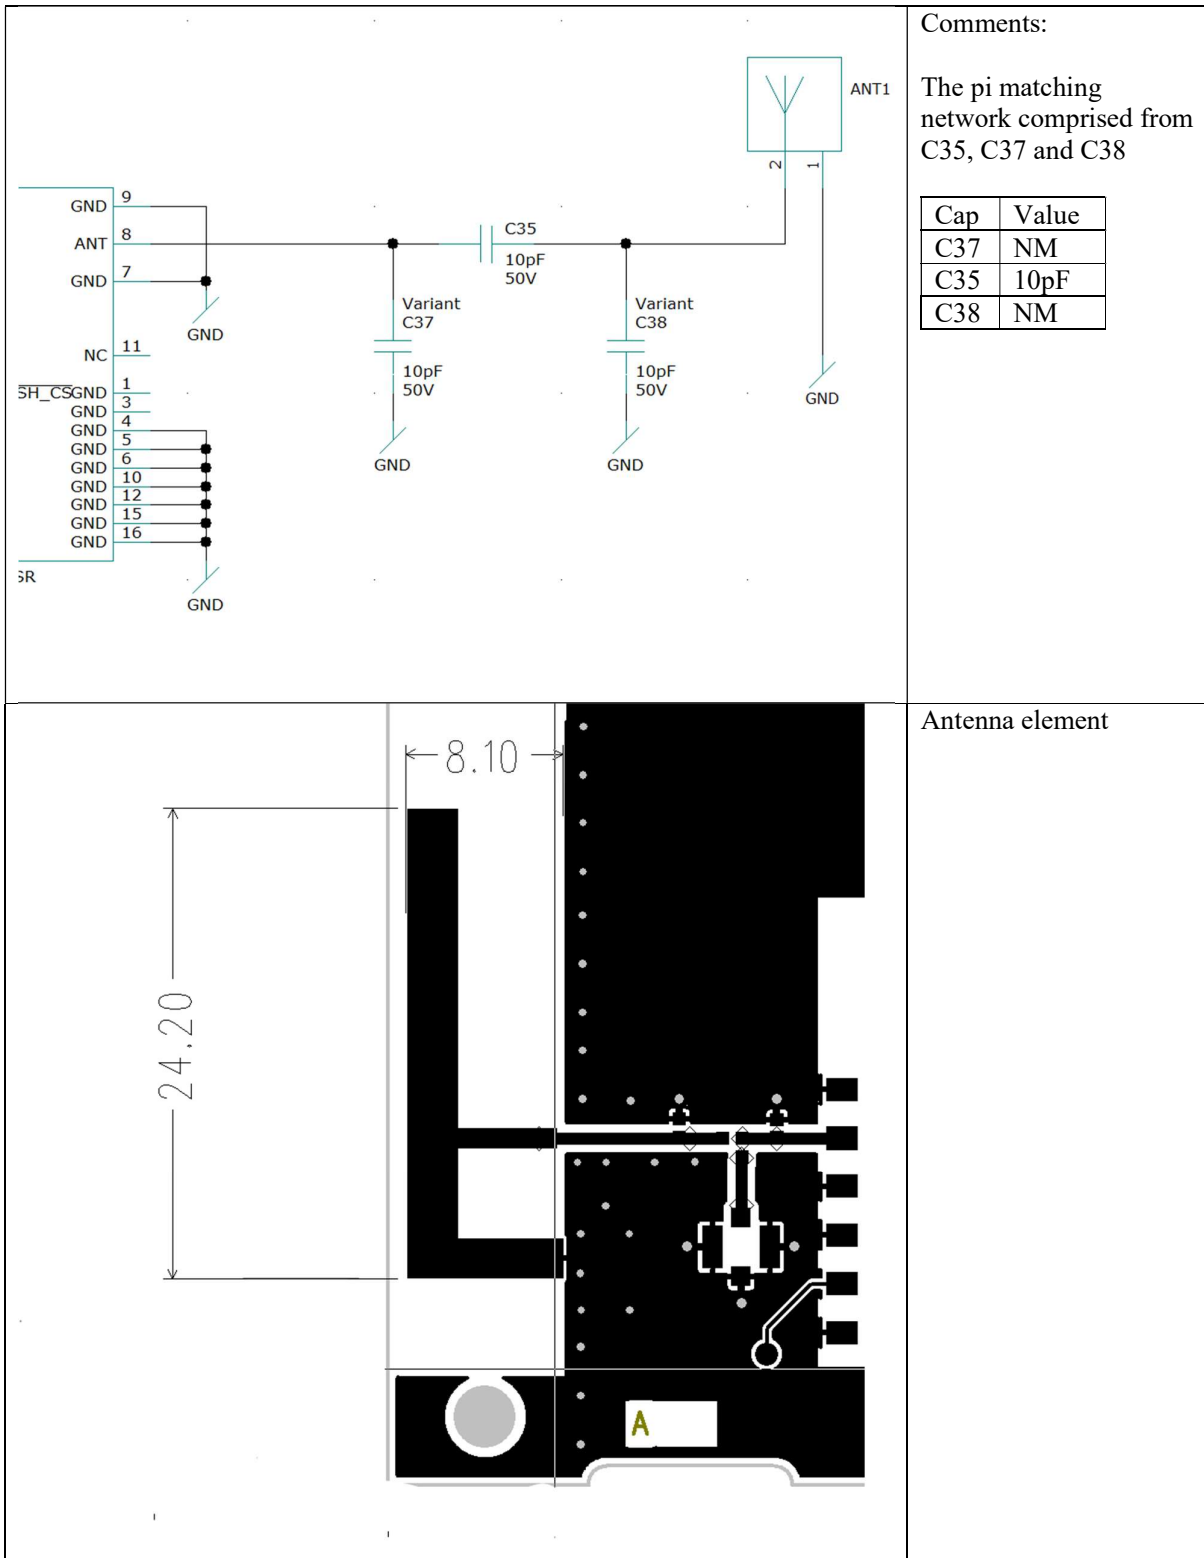 ANT1
2
1
GND
9
ANT
8
GND
7
GND
NC
11
SH_CS
GND
1
GND
3
GND
4
GND
5
GND
6
GND
10
GND
12
GND
15
GND
16
SR
GND
C35
10pF
50V
Variant
C37
10pF
50V
GND
Variant
C38
10pF
50V
GND
GND
Comments:
The pi matching
network comprised from
C35, C37 and C38
Cap Value
C37 NM
C35 10pF
C38 NM
8.10
24.20
A
Antenna element